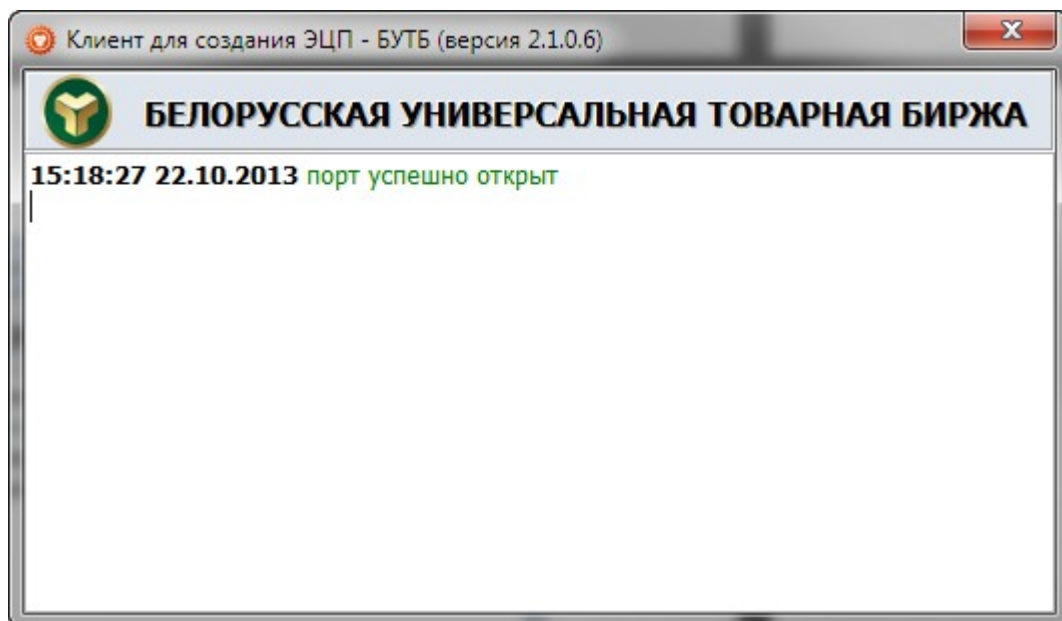 Клиент для создания ЭЦП - БУТБ (версия 2.1.0.6)
БЕЛОРУССКАЯ УНИВЕРСАЛЬНАЯ ТОВАРНАЯ БИРЖА
15:18:27 22.10.2013 порт успешно открыт